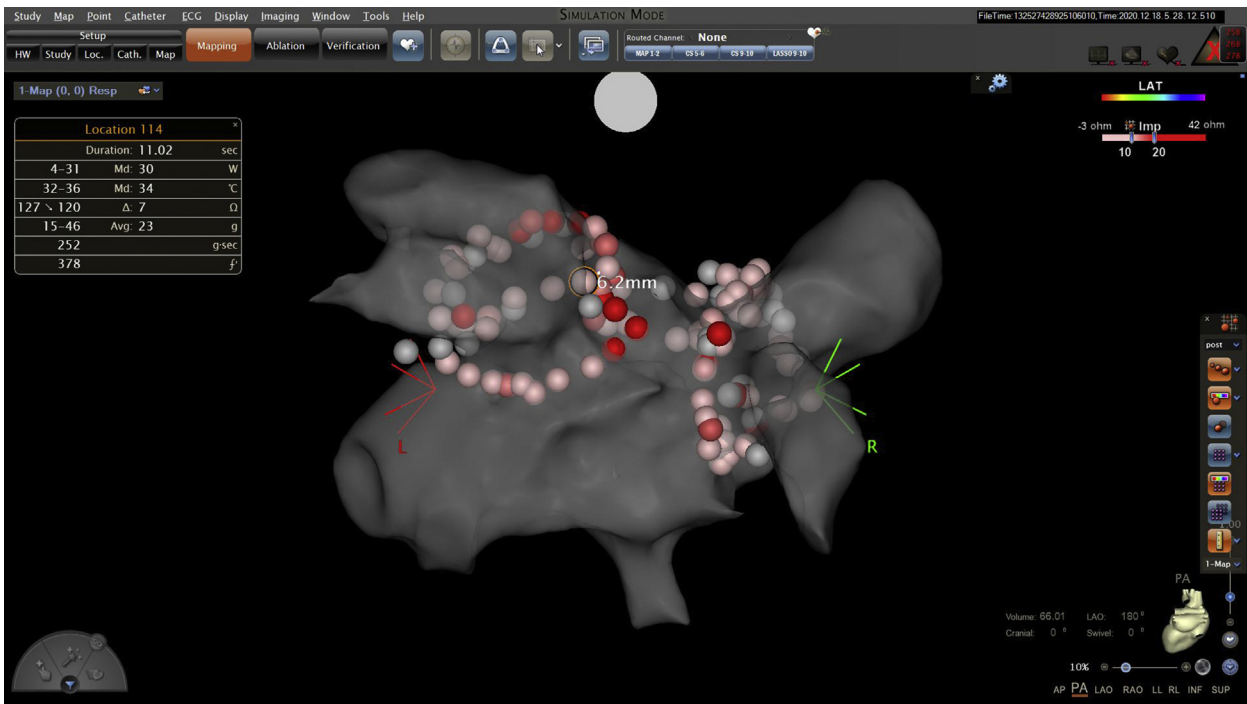 Study Map Point Catheter ECG Display Imaging Window Tools Help
SIMULATION MODE
FileTime:132527428925106010,Time:2020.12.18.5.28.12.510
Setup
HW Study Loc. Cath. Map
Mapping
Ablation
Verification
Routed Channel: None
MAP 1-2 CS 5-6 CS 9-10 LASSO 9-10
258
268
278
1-Map (0, 0) Resp
LAT
-3 ohm Imp 42 ohm
10 20
Location 114
Duration: 11.02 sec
4-31 Md: 30 W
32-36 Md: 34 °C
127 ↘ 120 Δ: 7 Ω
15-46 Avg: 23 g
252 g·sec
378 f'
6.2mm
L
R
post
1.00
1-Map
PA
Volume: 66.01 LAO: 180 °
Cranial: 0 ° Swivel: 0 °
10%
AP PA LAO RAO LL RL INF SUP